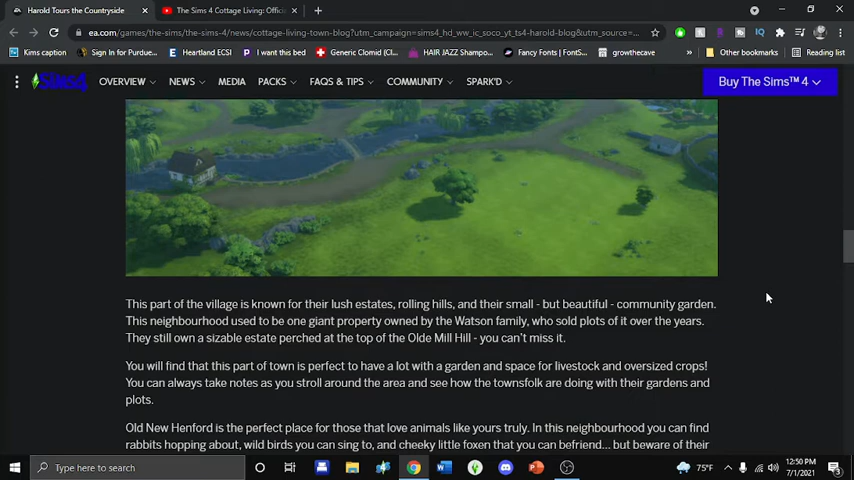 Harold Tours the Countryside
The Sims 4 Cottage Living: Offici
ea.com/games/the-sims/the-sims-4/news/cottage-living-town-blog?utm_campaign=sims4_hd_ww_ic_soco_yt_ts4-harold-blog&utm_source=...
Kims caption
Sign In for Purdue...
Heartland ECSI
I want this bed
Generic Clomid (Cl...
HAIR JAZZ Shampo...
Fancy Fonts | FontS...
growthecave
»
Other bookmarks
Reading list
Sims4
OVERVIEW
NEWS
MEDIA
PACKS
FAQS & TIPS
COMMUNITY
SPARK'D
Buy The Sims™ 4
This part of the village is known for their lush estates, rolling hills, and their small - but beautiful - community garden.
This neighbourhood used to be one giant property owned by the Watson family, who sold plots of it over the years.
They still own a sizable estate perched at the top of the Olde Mill Hill - you can't miss it.
You will find that this part of town is perfect to have a lot with a garden and space for livestock and oversized crops!
You can always take notes as you stroll around the area and see how the townsfolk are doing with their gardens and
plots.
Old New Henford is the perfect place for those that love animals like yours truly. In this neighbourhood you can find
rabbits hopping about, wild birds you can sing to, and cheeky little foxen that you can befriend... but beware of their
Type here to search
75°F
12:50 PM
7/1/2021
3